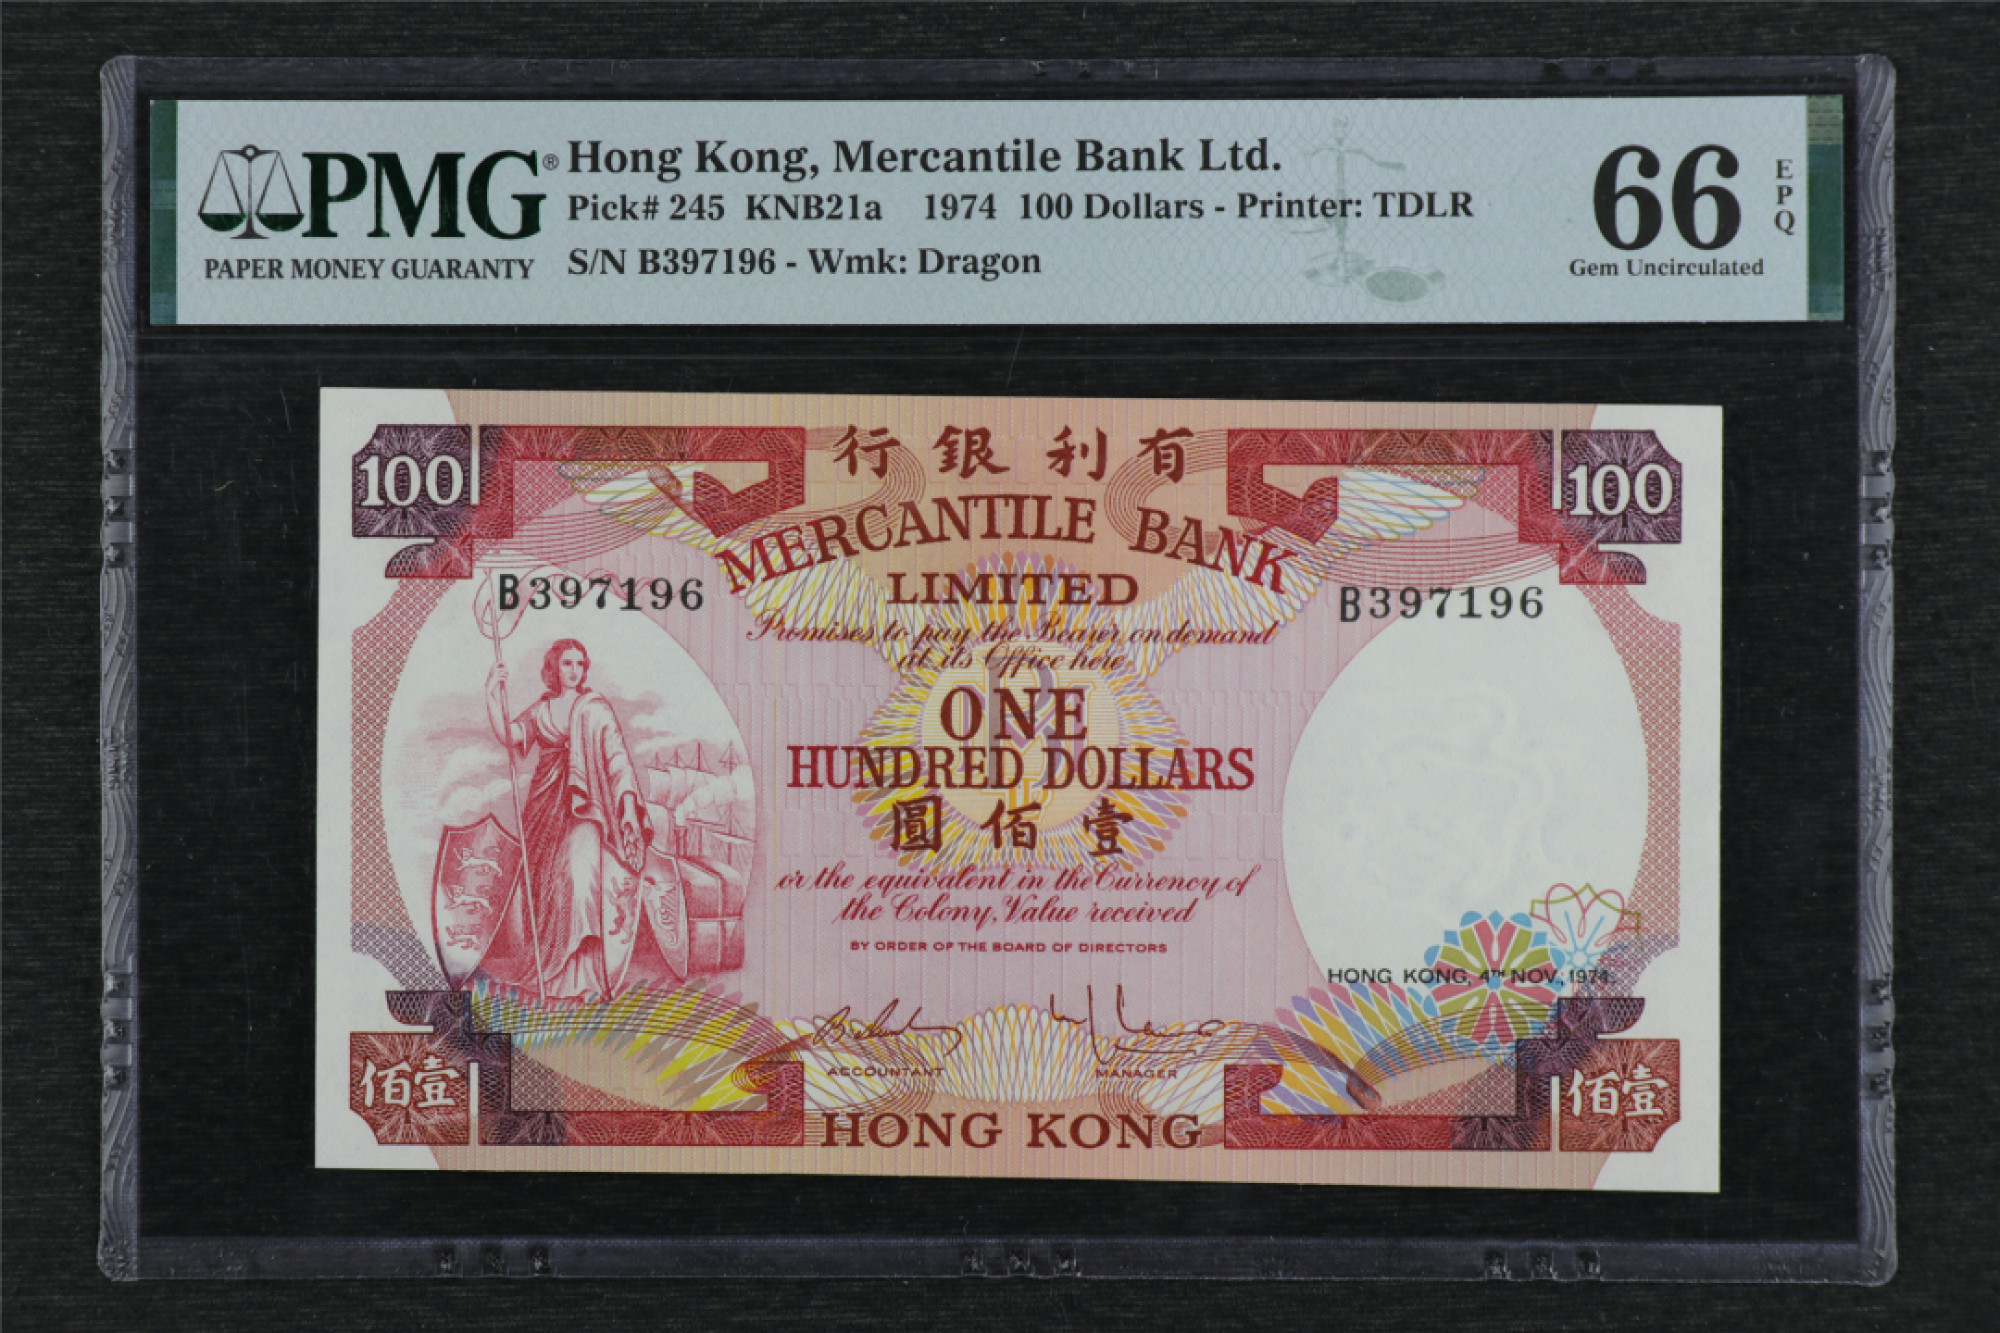 PMG®
PAPER MONEY GUARANTY
Hong Kong, Mercantile Bank Ltd.
Pick# 245 KNB21a 1974 100 Dollars - Printer: TDLR
S/N B397196 - Wmk: Dragon
66
EPQ
Gem Uncirculated
100
行銀利有
100
MERCANTILE BANK
LIMITED
B397196
B397196
Promises to pay the Bearer on demand
at its Office here
ONE
HUNDRED DOLLARS
圓佰壹
or the equivalent in the Currency of
the Colony, Value received
BY ORDER OF THE BOARD OF DIRECTORS
HONG KONG, 4TH NOV., 1974.
ACCOUNTANT
MANAGER
佰壹
HONG KONG
佰壹